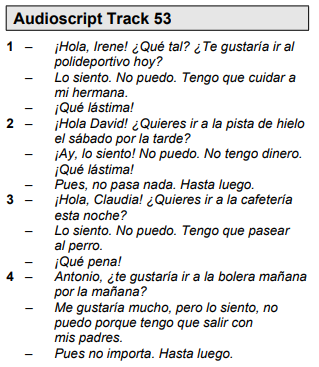 Audioscript Track 53
1 – ¡Hola, Irene! ¿Qué tal? ¿Te gustaría ir al
polideportivo hoy?
– Lo siento. No puedo. Tengo que cuidar a
mi hermana.
– ¡Qué lástima!
2 – ¡Hola David! ¿Quieres ir a la pista de hielo
el sábado por la tarde?
– ¡Ay, lo siento! No puedo. No tengo dinero.
¡Qué lástima!
– Pues, no pasa nada. Hasta luego.
3 – ¡Hola, Claudia! ¿Quieres ir a la cafetería
esta noche?
– Lo siento. No puedo. Tengo que pasear
al perro.
– ¡Qué pena!
4 – Antonio, ¿te gustaría ir a la bolera mañana
por la mañana?
– Me gustaría mucho, pero lo siento, no
puedo porque tengo que salir con
mis padres.
– Pues no importa. Hasta luego.